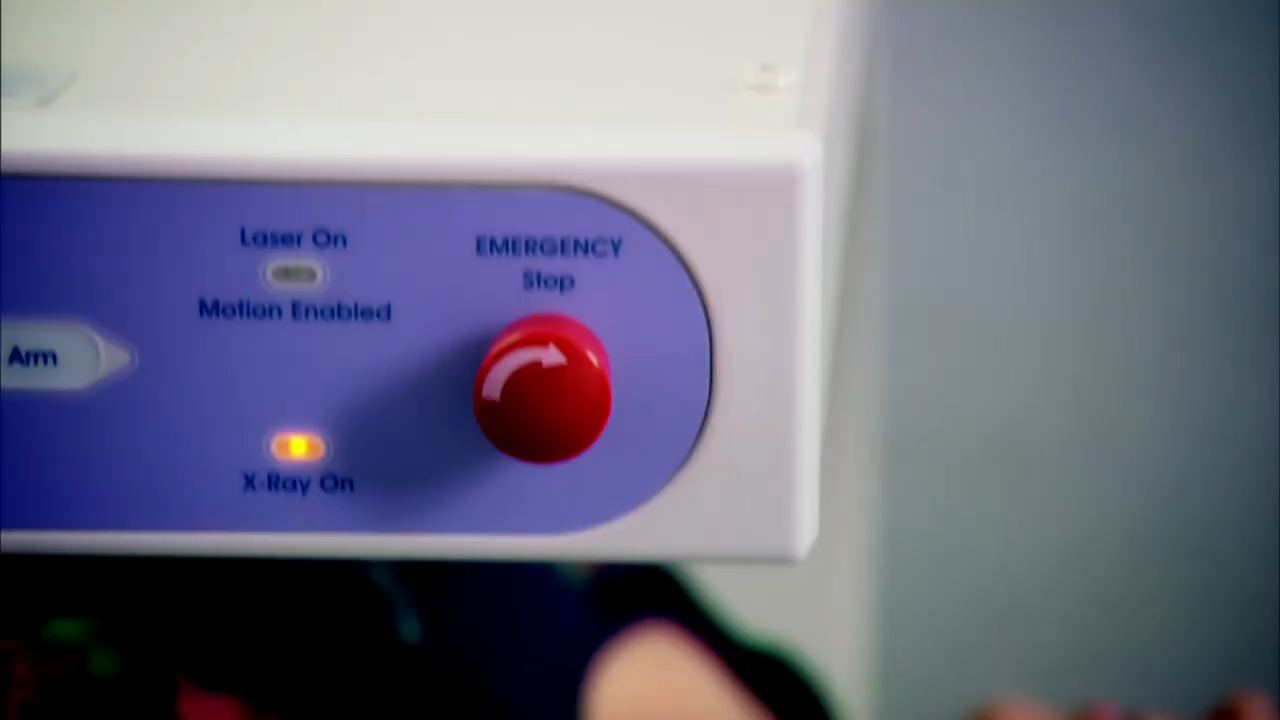 Laser On
Motion Enabled
EMERGENCY
Stop
Arm
X-Ray On